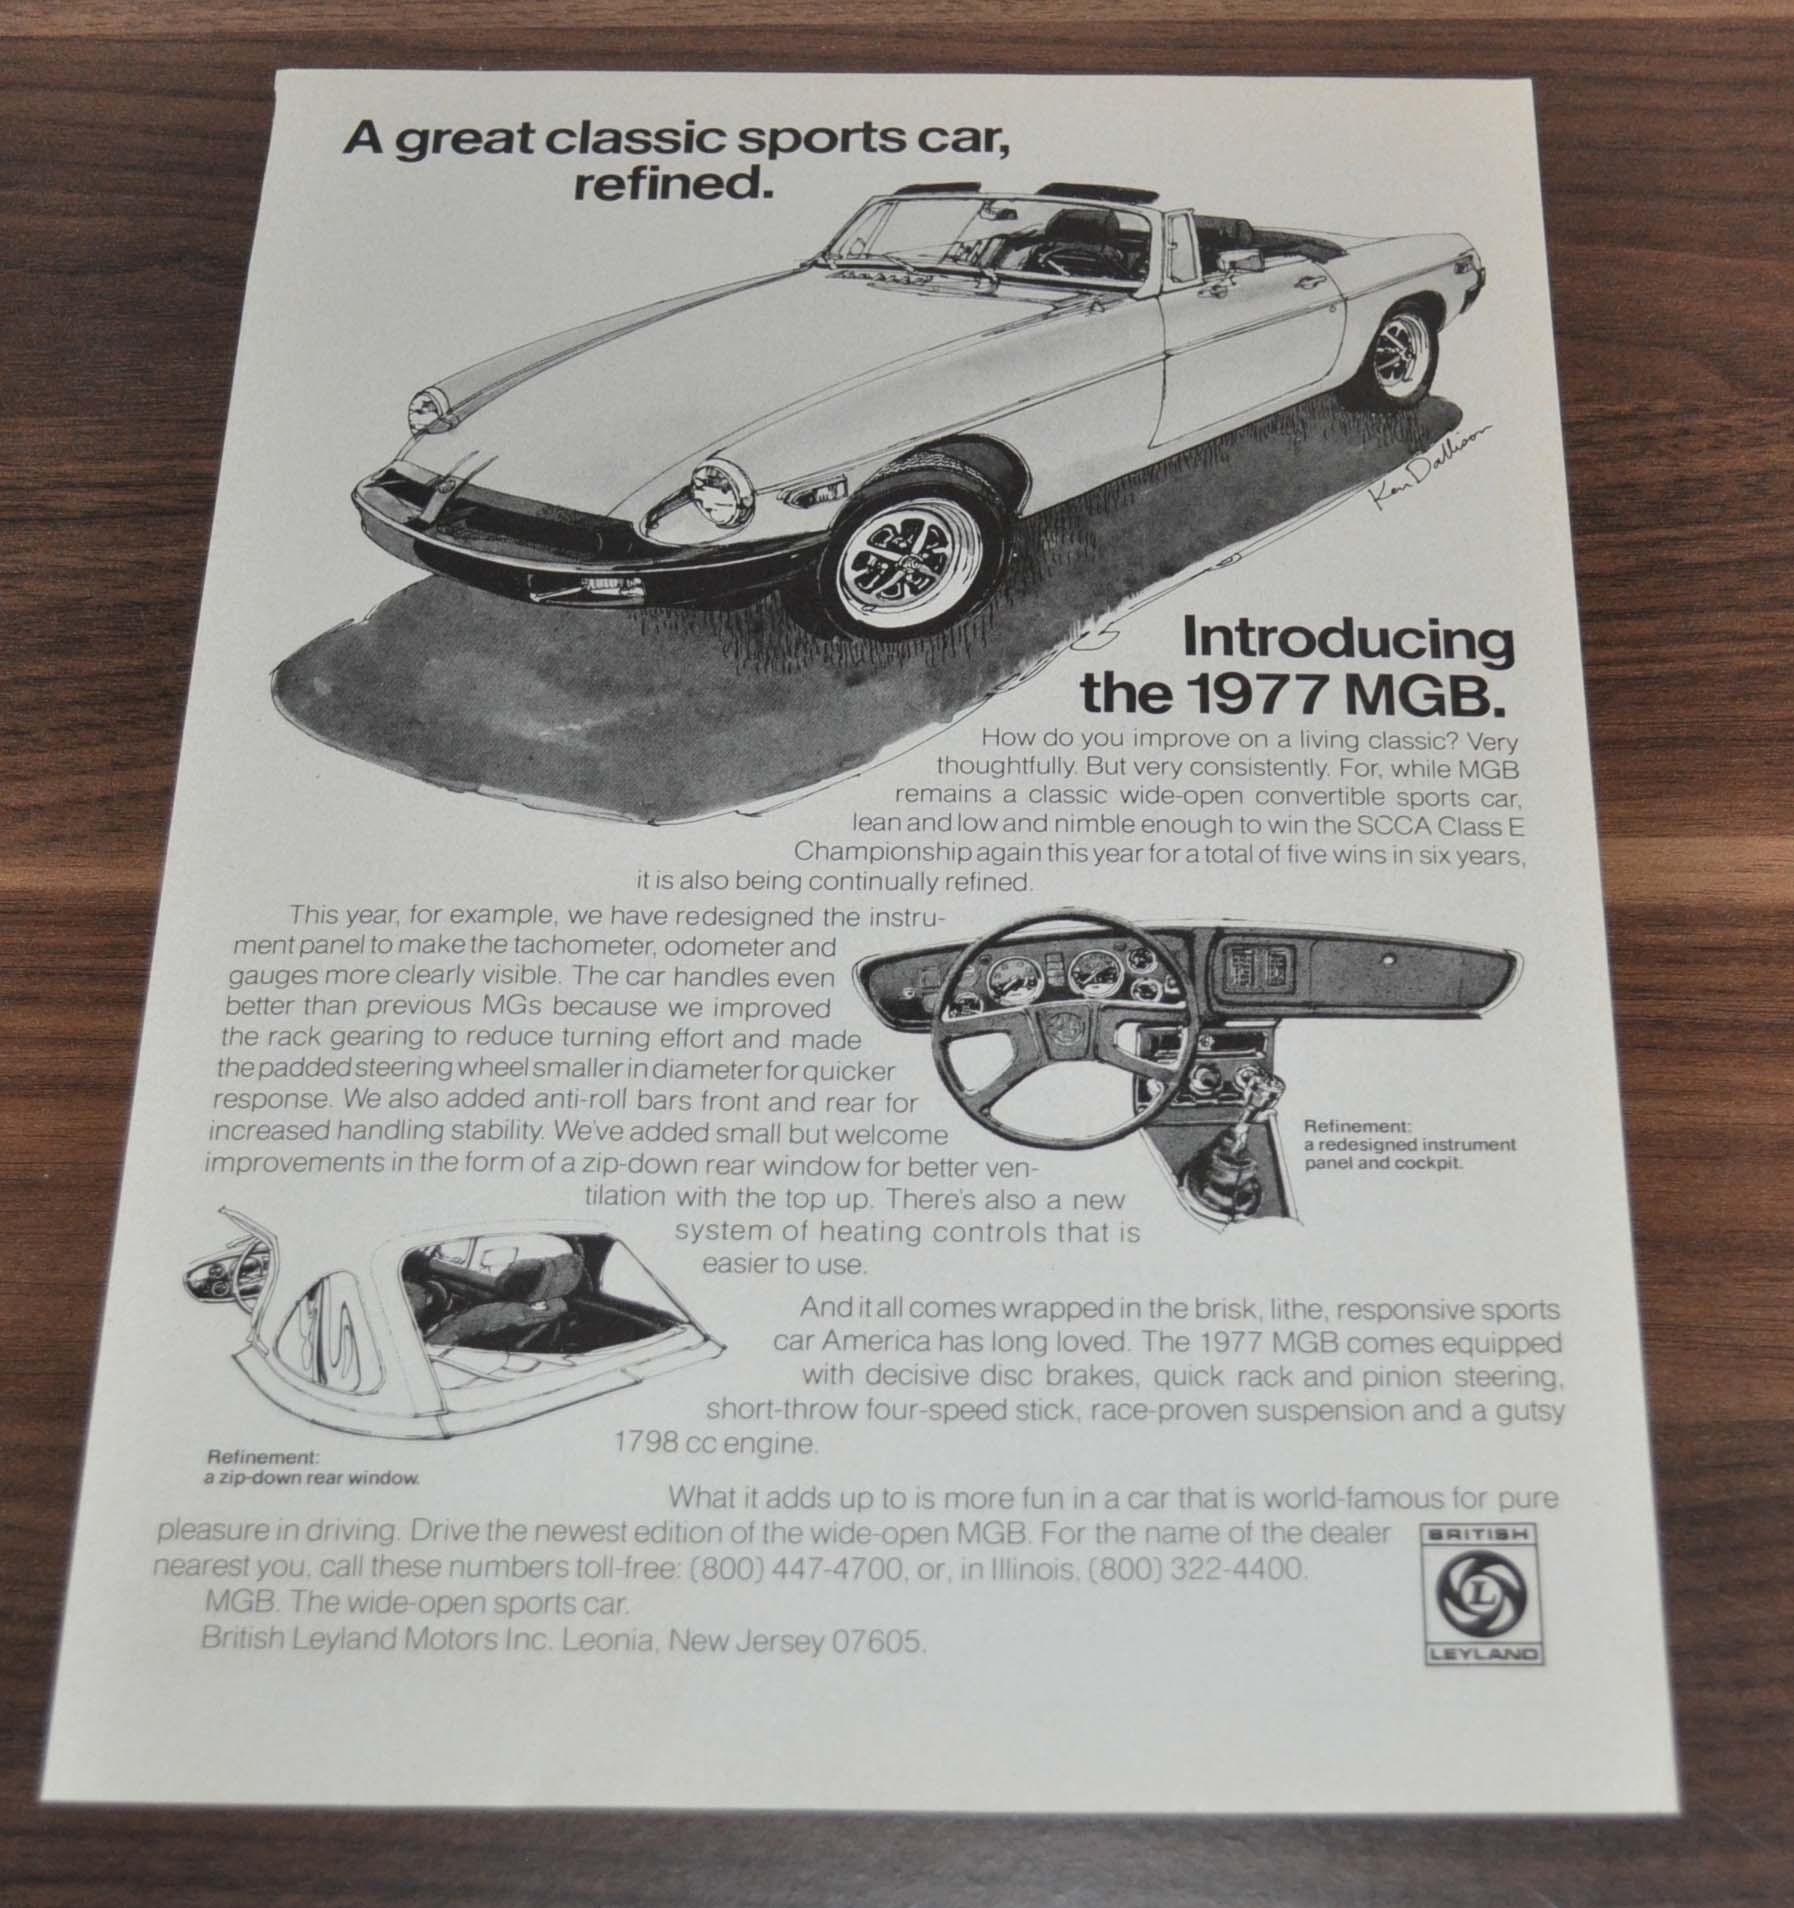 A great classic sports car,
refined.
Ken Dallison
Introducing
the 1977 MGB.
How do you improve on a living classic? Very
thoughtfully. But very consistently. For, while MGB
remains a classic wide-open convertible sports car,
lean and low and nimble enough to win the SCCA Class E
Championship again this year for a total of five wins in six years,
it is also being continually refined.
This year, for example, we have redesigned the instru-
ment panel to make the tachometer, odometer and
gauges more clearly visible. The car handles even
better than previous MGs because we improved
the rack gearing to reduce turning effort and made
the padded steering wheel smaller in diameter for quicker
response. We also added anti-roll bars front and rear for
increased handling stability. We've added small but welcome
improvements in the form of a zip-down rear window for better ven-
tilation with the top up. There's also a new
system of heating controls that is
easier to use.
Refinement:
a redesigned instrument
panel and cockpit.
And it all comes wrapped in the brisk, lithe, responsive sports
car America has long loved. The 1977 MGB comes equipped
with decisive disc brakes, quick rack and pinion steering,
short-throw four-speed stick, race-proven suspension and a gutsy
1798 cc engine.
Refinement:
a zip-down rear window.
What it adds up to is more fun in a car that is world-famous for pure
pleasure in driving. Drive the newest edition of the wide-open MGB. For the name of the dealer
nearest you, call these numbers toll-free: (800) 447-4700, or, in Illinois, (800) 322-4400.
MGB. The wide-open sports car.
British Leyland Motors Inc. Leonia, New Jersey 07605.
BRITISH
L
LEYLAND